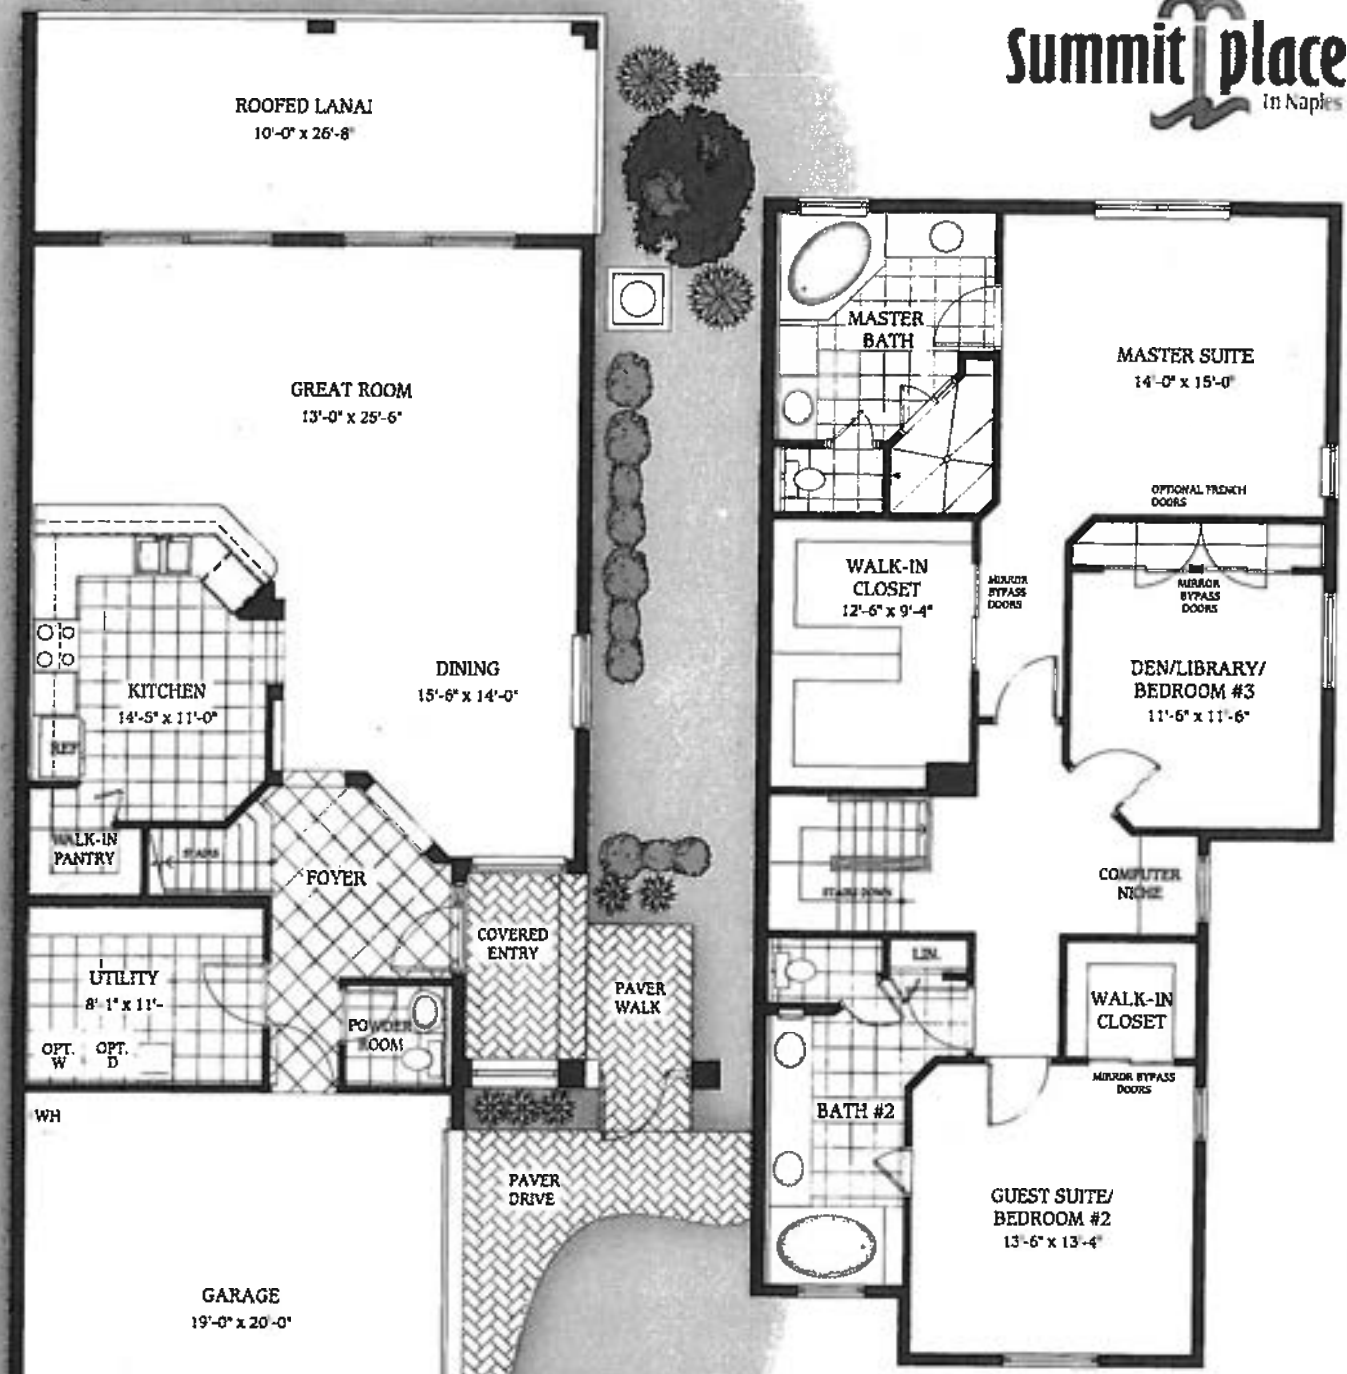 summit place
in Naples
ROOFED LANAI
10'-0" x 26'-8"
GREAT ROOM
13'-0" x 25'-6"
KITCHEN
14'-5" x 11'-0"
REF
DINING
15'-6" x 14'-0"
WALK-IN
PANTRY
STAIRS
FOYER
COVERED
ENTRY
PAVER
WALK
UTILITY
8'-1" x 11'-
OPT.
W
OPT.
D
POWDER
ROOM
WH
PAVER
DRIVE
GARAGE
19'-0" x 20'-0"
MASTER
BATH
MASTER SUITE
14'-0" x 15'-0"
OPTIONAL FRENCH
DOORS
WALK-IN
CLOSET
12'-6" x 9'-4"
MIRROR
BYPASS
DOORS
MIRROR
BYPASS
DOORS
DEN/LIBRARY/
BEDROOM #3
11'-6" x 11'-6"
STAIRS DOWN
COMPUTER
NICHE
LIN.
WALK-IN
CLOSET
MIRROR BYPASS
DOORS
BATH #2
GUEST SUITE/
BEDROOM #2
13'-6" x 13'-4"